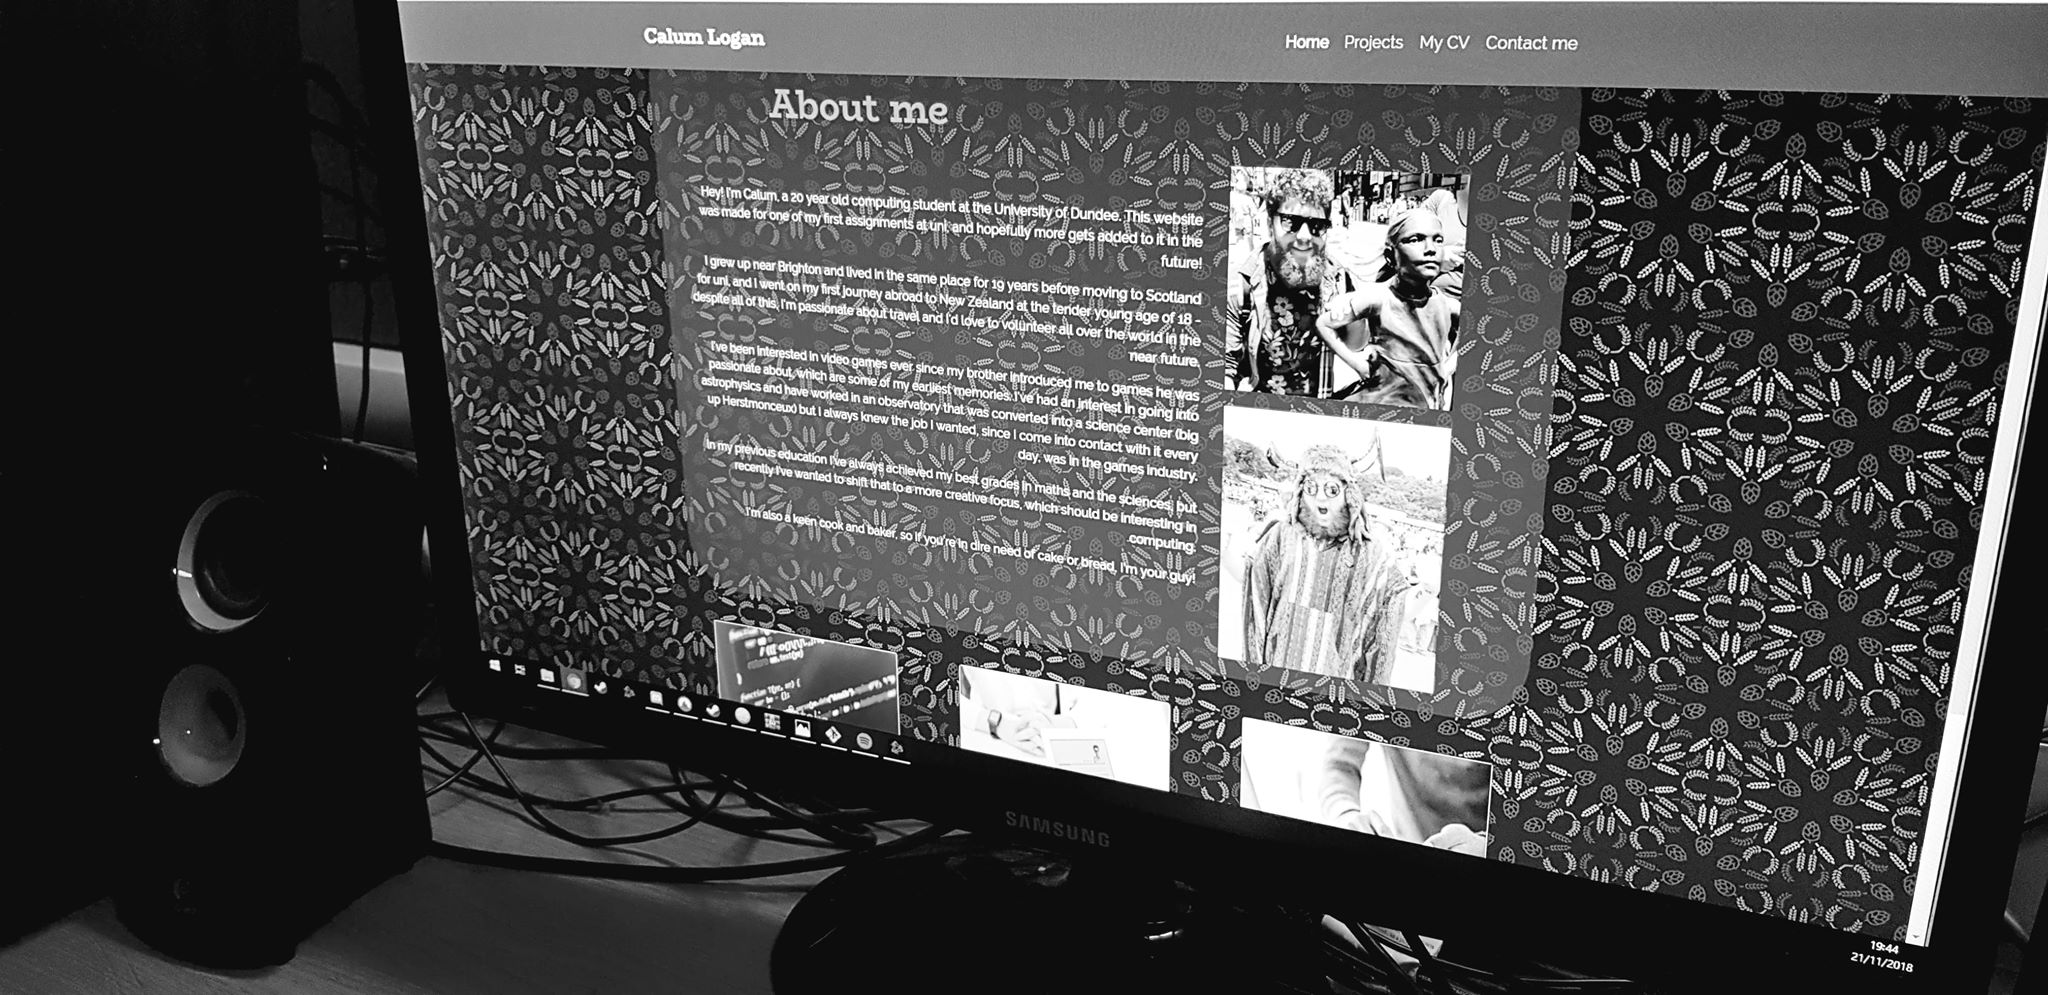 Calum Logan
Home Projects My CV Contact me
About me
Hey! I'm Calum, a 20 year old computing student at the University of Dundee. This website
was made for one of my first assignments at uni, and hopefully more gets added to it in the
future!
I grew up near Brighton and lived in the same place for 19 years before moving to Scotland
for uni, and I went on my first journey abroad to New Zealand at the tender young age of 18 -
despite all of this, I'm passionate about travel and I'd love to volunteer all over the world in the
near future.
I've been interested in video games ever since my brother introduced me to games he was
passionate about, which are some of my earliest memories. I've had an interest in going into
astrophysics and have worked in an observatory that was converted into a science center (big
up Herstmonceux) but I always knew the job I wanted, since I come into contact with it every
day, was in the games industry.
In my previous education I've always achieved my best grades in maths and the sciences, but
recently I've wanted to shift that to a more creative focus, which should be interesting in
computing.
I'm also a keen cook and baker, so if you're in dire need of cake or bread, I'm your guy!
SAMSUNG
19:44
21/11/2018